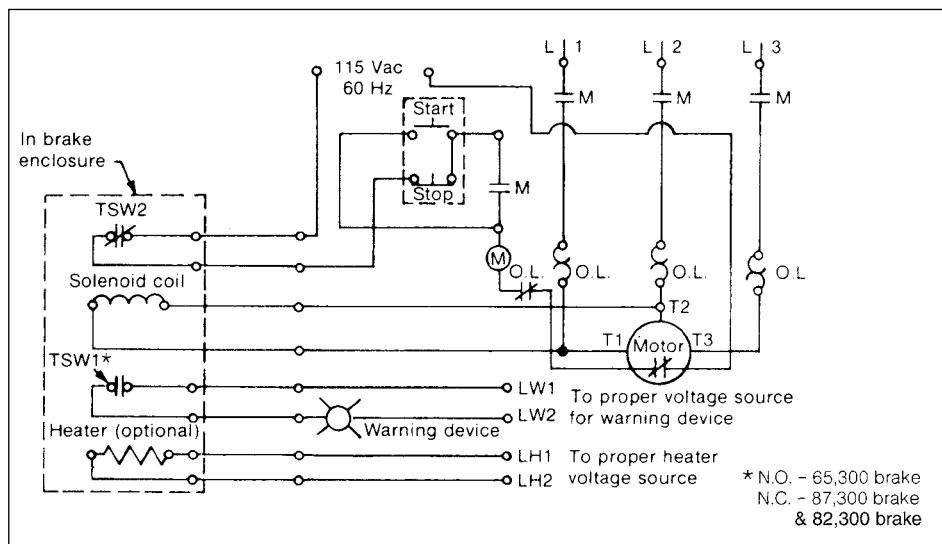 L 1
L 2
L 3
115 Vac
60 Hz
M
M
M
Start
In brake
enclosure
M
Stop
TSW2
M
O.L.
O.L.
O.L.
O.L
Solenoid coil
T2
T1
Motor
T3
TSW1*
LW1
To proper voltage source
for warning device
LW2
Warning device
Heater (optional)
LH1
To proper heater
voltage source
LH2
* N.O. - 65,300 brake
N.C. - 87,300 brake
& 82,300 brake